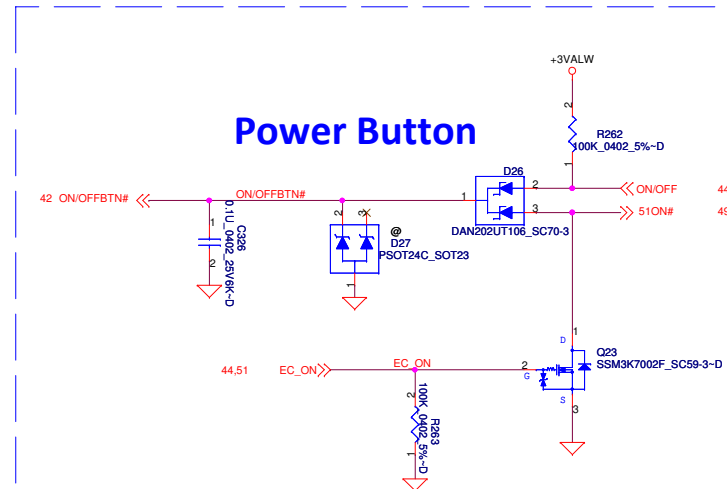 +3VALW
Power Button
2
R262
100K_0402_5%~D
1
D26
42 ON/OFFBTN#
ON/OFFBTN#
1
2
ON/OFF
44
3
51ON#
49
DAN202UT106_SC70-3
1
C326
0.1U_0402_25V6K~D
2
2
3
@
D27
PSOT24C_SOT23
1
1
D
Q23
SSM3K7002F_SC59-3~D
44,51
EC_ON
EC_ON
2
G
S
3
2
R263
100K_0402_5%~D
1